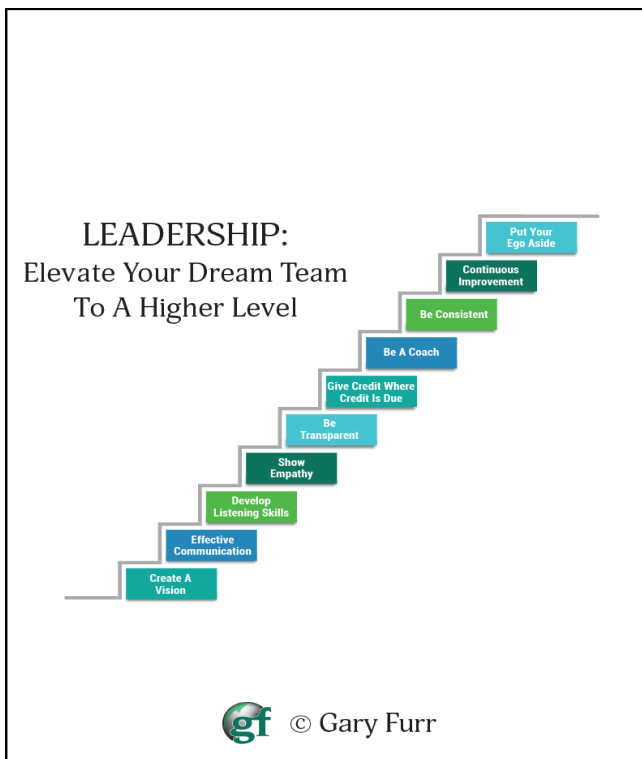 LEADERSHIP:
Elevate Your Dream Team
To A Higher Level
Put Your
Ego Aside
Continuous
Improvement
Be Consistent
Be A Coach
Give Credit Where
Credit Is Due
Be
Transparent
Show
Empathy
Develop
Listening Skills
Effective
Communication
Create A
Vision
gf © Gary Furr